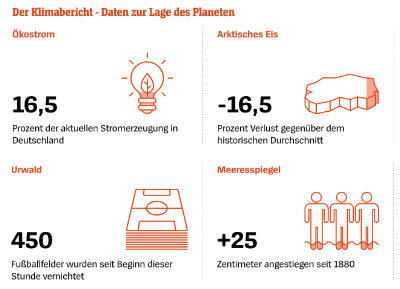 Der Klimabericht - Daten zur Lage des Planeten
Ökostrom
16,5
Prozent der aktuellen Stromerzeugung in
Deutschland
Arktisches Eis
-16,5
Prozent Verlust gegenüber dem
historischen Durchschnitt
Urwald
450
Fußballfelder wurden seit Beginn dieser
Stunde vernichtet
Meeresspiegel
+25
Zentimeter angestiegen seit 1880